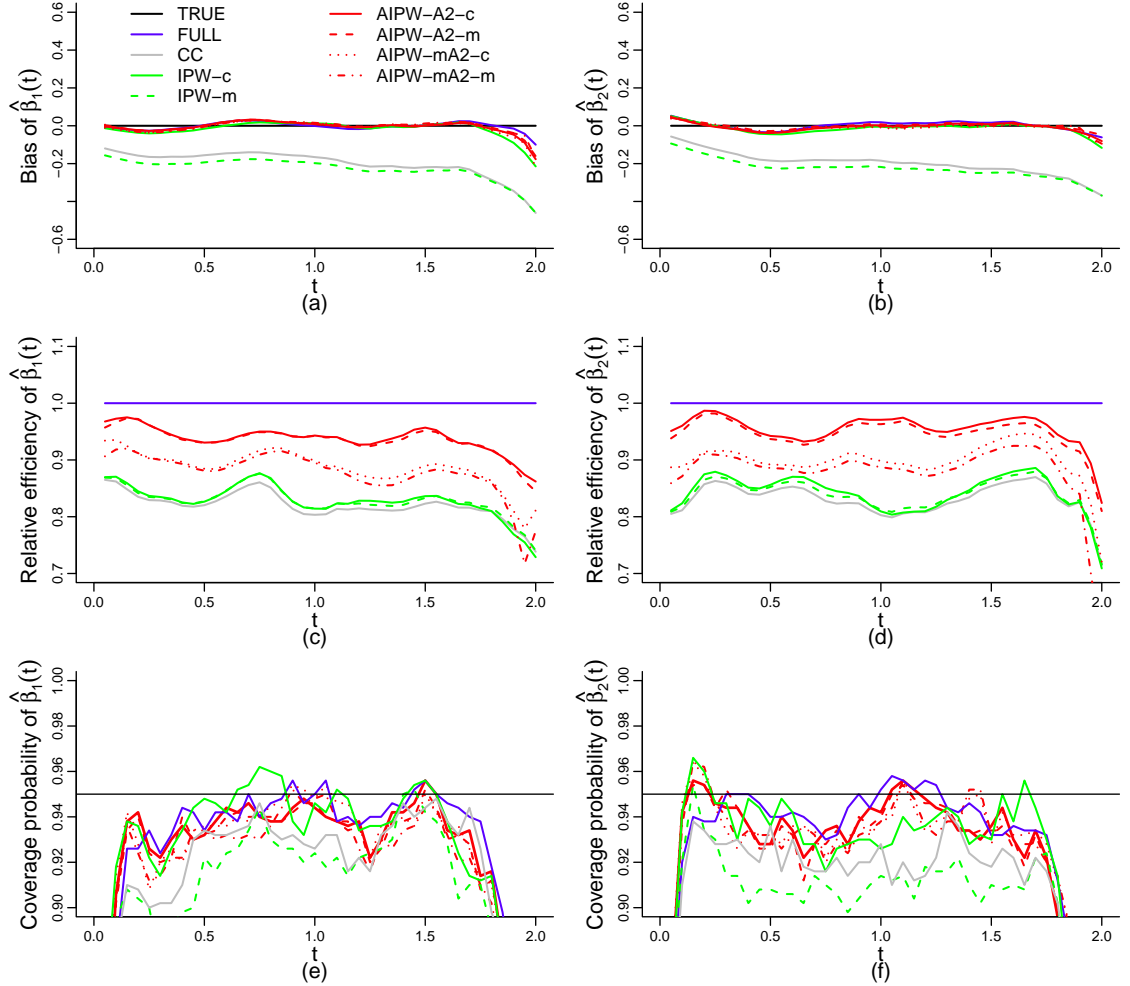 TRUE
FULL
CC
IPW−c
IPW−m
AIPW−A2−c
AIPW−A2−m
AIPW−mA2−c
AIPW−mA2−m
Bias of β̂₁(t)
0.6
0.4
0.2
0.0
−0.2
−0.6
0.0 0.5 1.0 1.5 2.0
t
(a)
Bias of β̂₂(t)
0.6
0.4
0.2
0.0
−0.2
−0.6
0.0 0.5 1.0 1.5 2.0
t
(b)
Relative efficiency of β̂₁(t)
1.1
1.0
0.9
0.8
0.7
0.0 0.5 1.0 1.5 2.0
t
(c)
Relative efficiency of β̂₂(t)
1.1
1.0
0.9
0.8
0.7
0.0 0.5 1.0 1.5 2.0
t
(d)
Coverage probability of β̂₁(t)
1.00
0.98
0.96
0.94
0.92
0.90
0.0 0.5 1.0 1.5 2.0
t
(e)
Coverage probability of β̂₂(t)
1.00
0.98
0.96
0.94
0.92
0.90
0.0 0.5 1.0 1.5 2.0
t
(f)